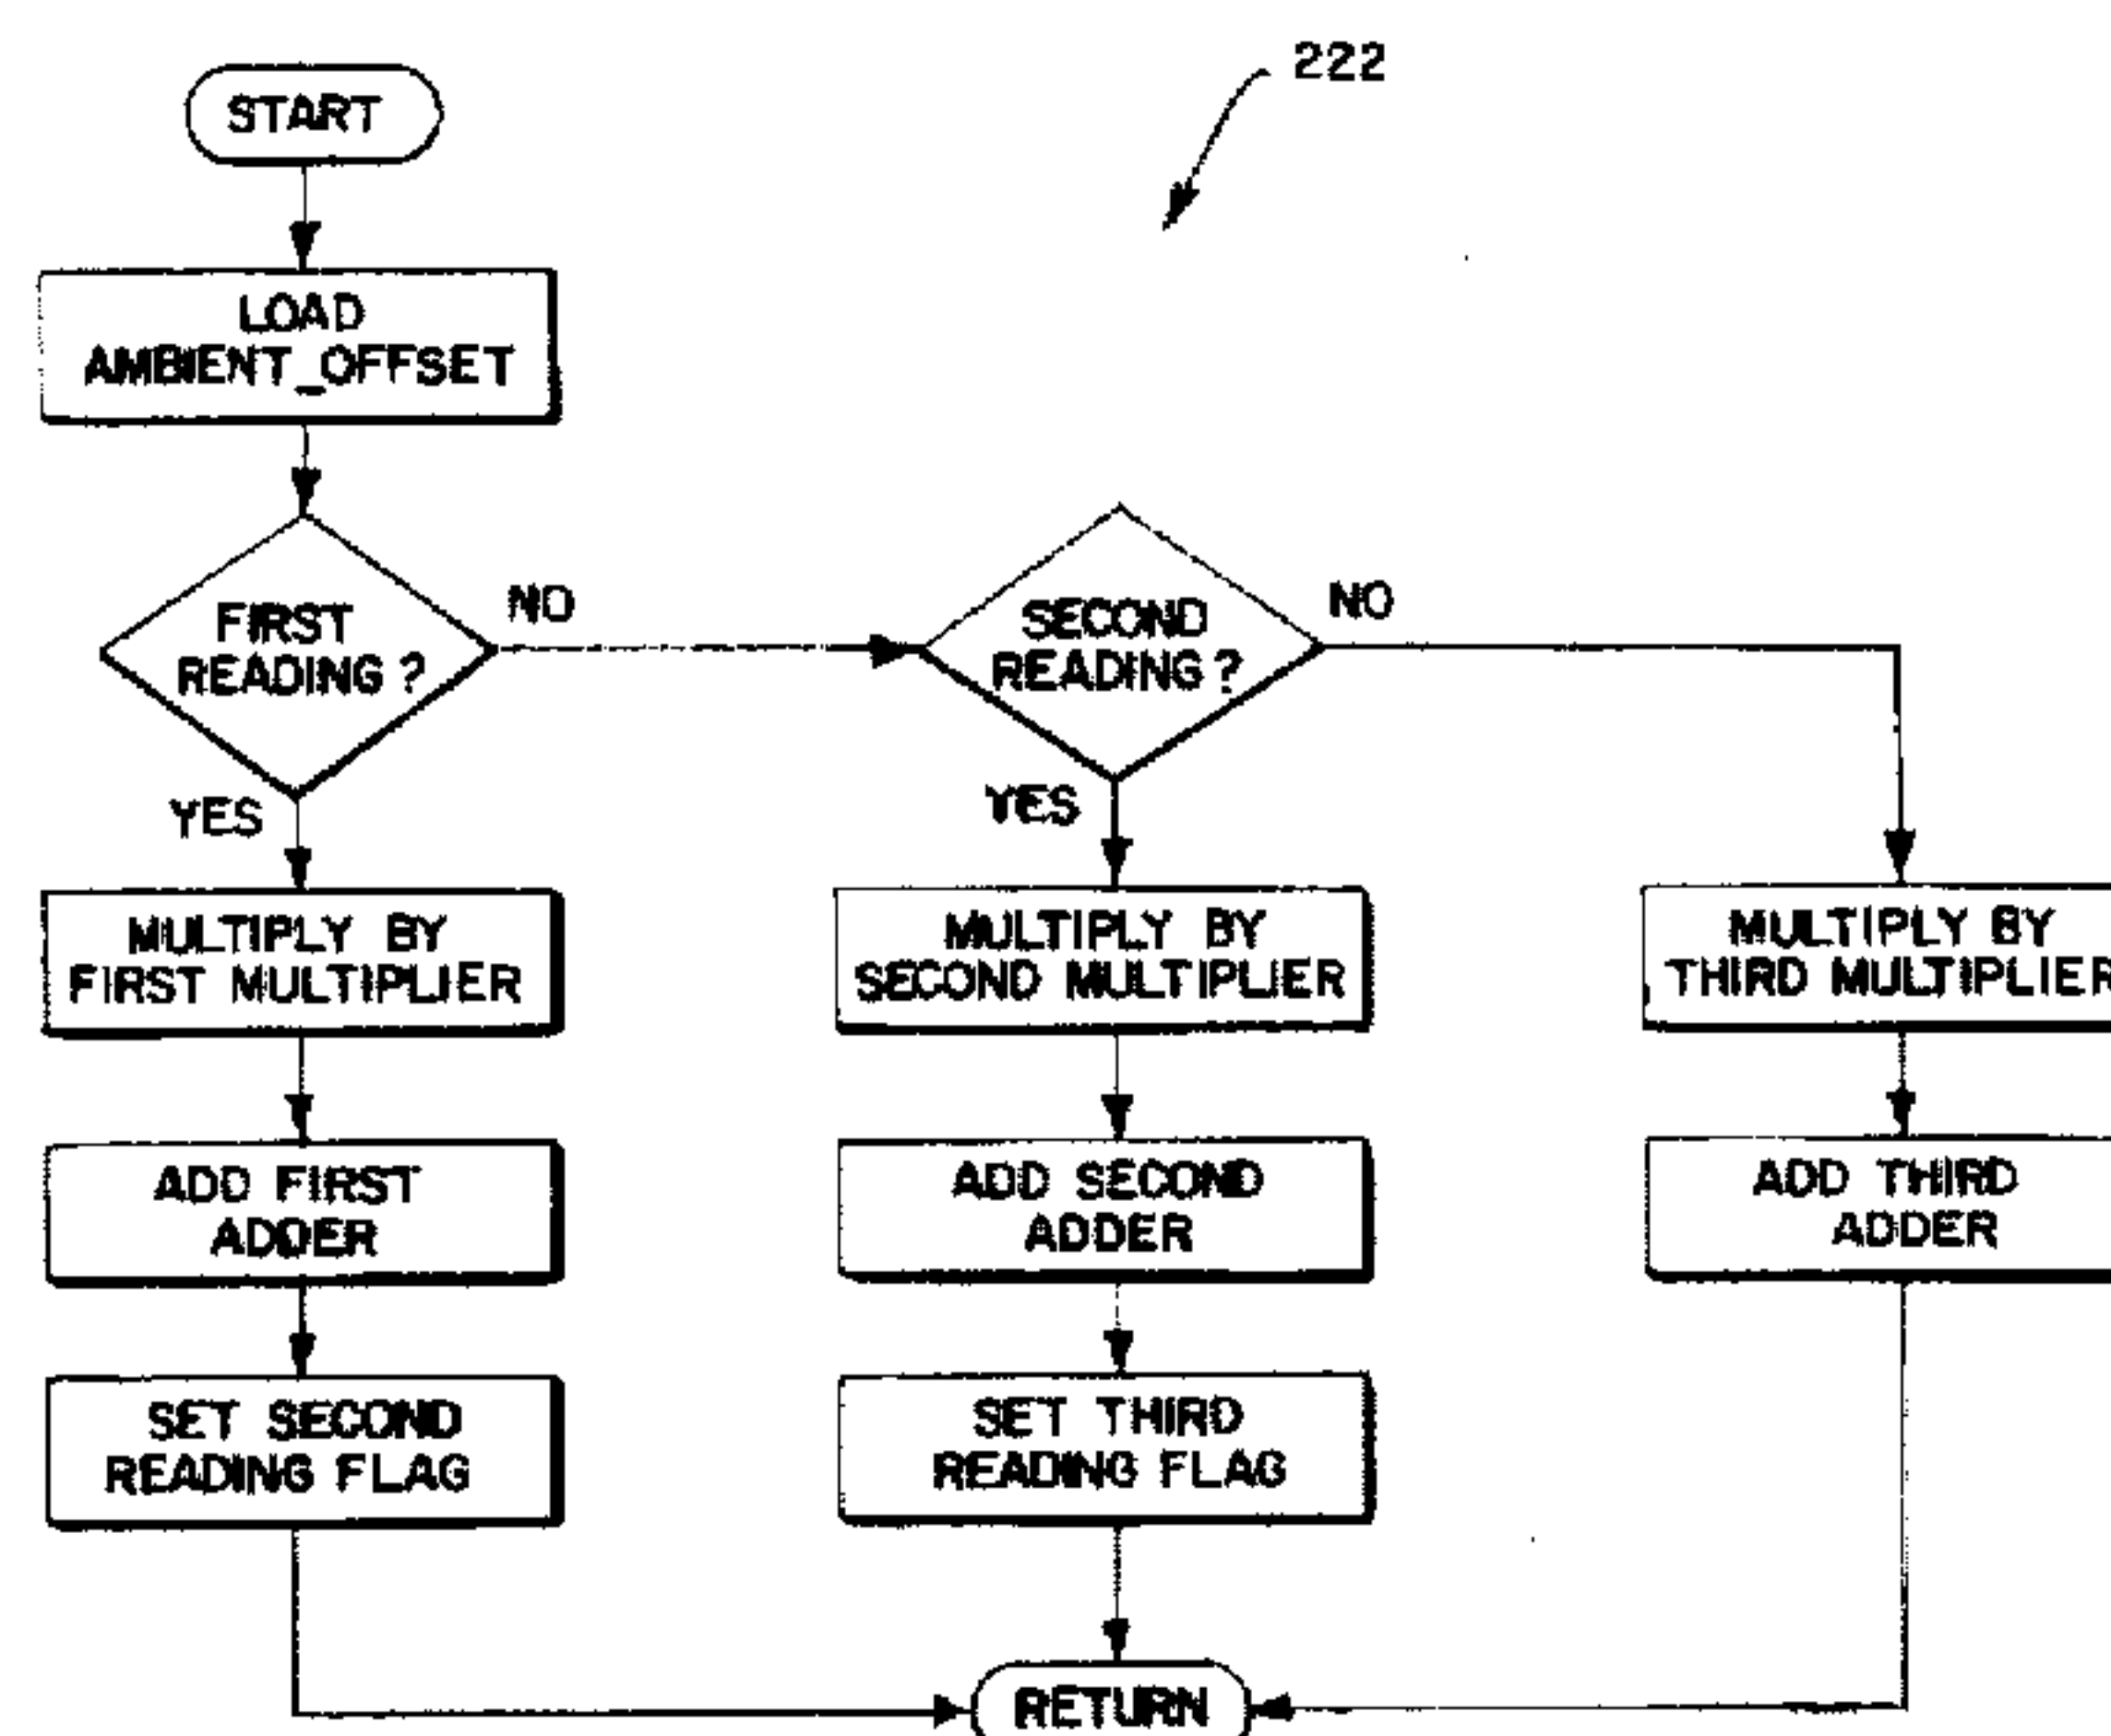 222
START
LOAD
AMBIENT_OFFSET
FIRST
READING?
NO
SECOND
READING?
NO
YES
YES
MULTIPLY BY
FIRST MULTIPLIER
MULTIPLY BY
SECOND MULTIPLIER
MULTIPLY BY
THIRD MULTIPLIER
ADD FIRST
ADDER
ADD SECOND
ADDER
ADD THIRD
ADDER
SET SECOND
READING FLAG
SET THIRD
READING FLAG
RETURN